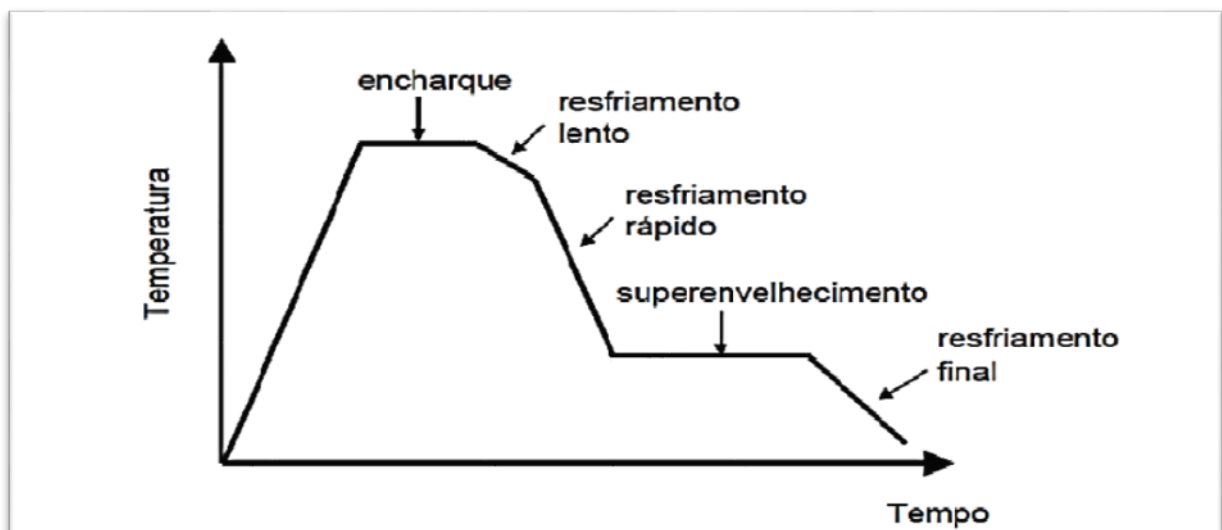 encharque
resfriamento
lento
resfriamento
rápido
superenvelhecimento
resfriamento
final
Temperatura
Tempo